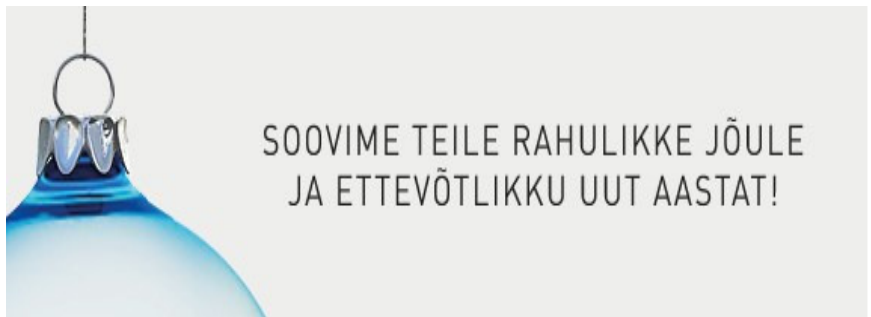 SOOVIME TEILE RAHULIKKE JÕULE
JA ETTEVÕTLIKKU UUT AASTAT!